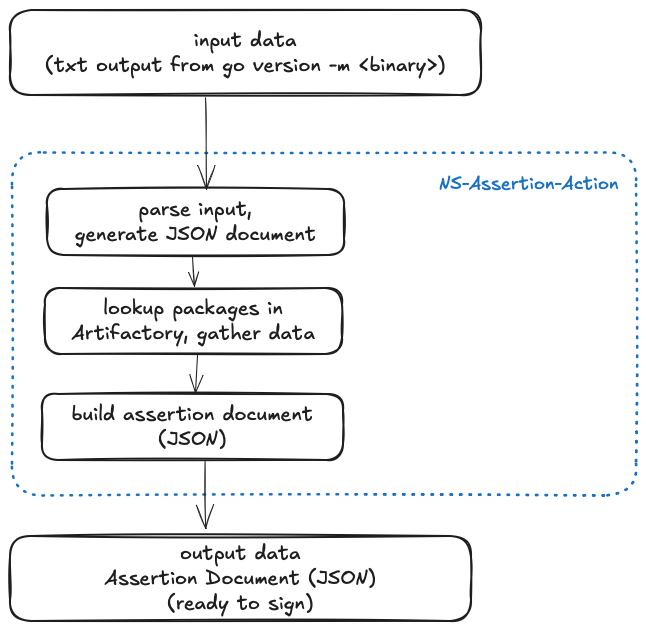 input data
(txt output from go version -m <binary>)
NS-Assertion-Action
parse input,
generate JSON document
lookup packages in
Artifactory, gather data
build assertion document
(JSON)
output data
Assertion Document (JSON)
(ready to sign)